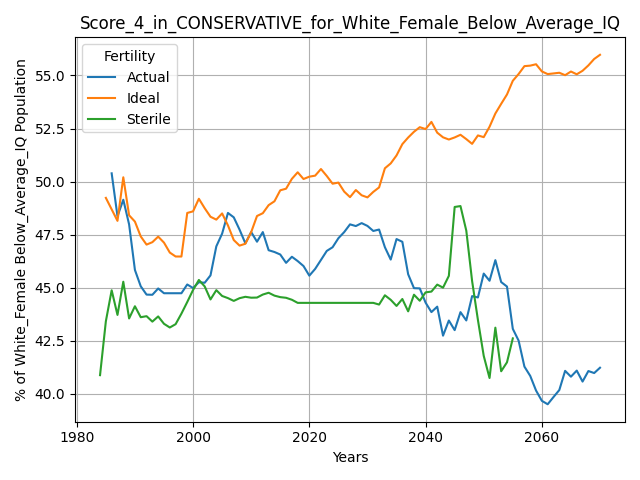 Score_4_in_CONSERVATIVE_for_White_Female_Below_Average_IQ
% of White_Female Below_Average_IQ Population
Fertility
Actual
Ideal
Sterile
55.0
52.5
50.0
47.5
45.0
42.5
40.0
1980 2000 2020 2040 2060
Years